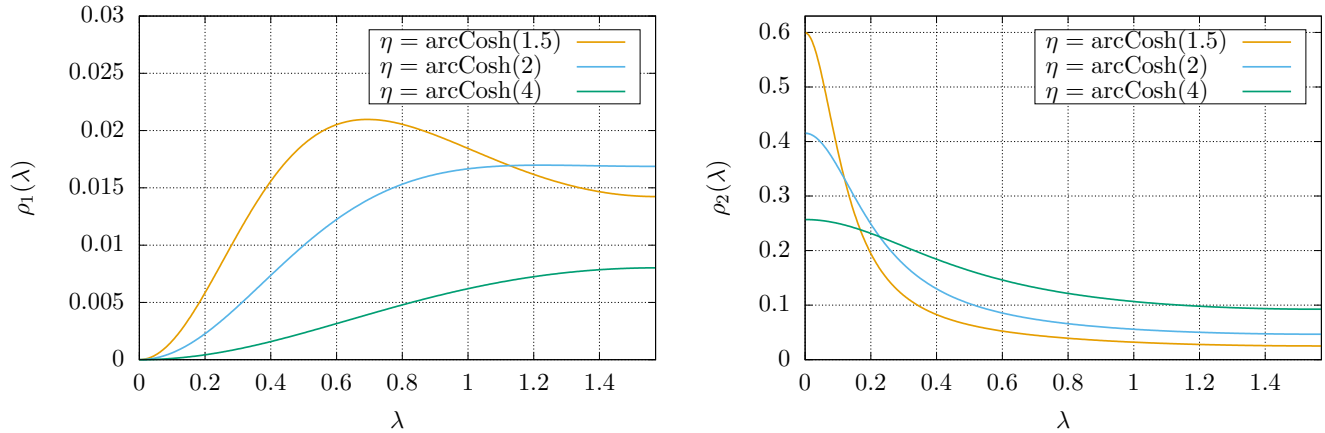 0.03
0.025
0.02
0.015
0.01
0.005
0
ρ₁(λ)
η = arcCosh(1.5)
η = arcCosh(2)
η = arcCosh(4)
0 0.2 0.4 0.6 0.8 1 1.2 1.4
λ
0.6
0.5
0.4
0.3
0.2
0.1
0
ρ₂(λ)
η = arcCosh(1.5)
η = arcCosh(2)
η = arcCosh(4)
0 0.2 0.4 0.6 0.8 1 1.2 1.4
λ